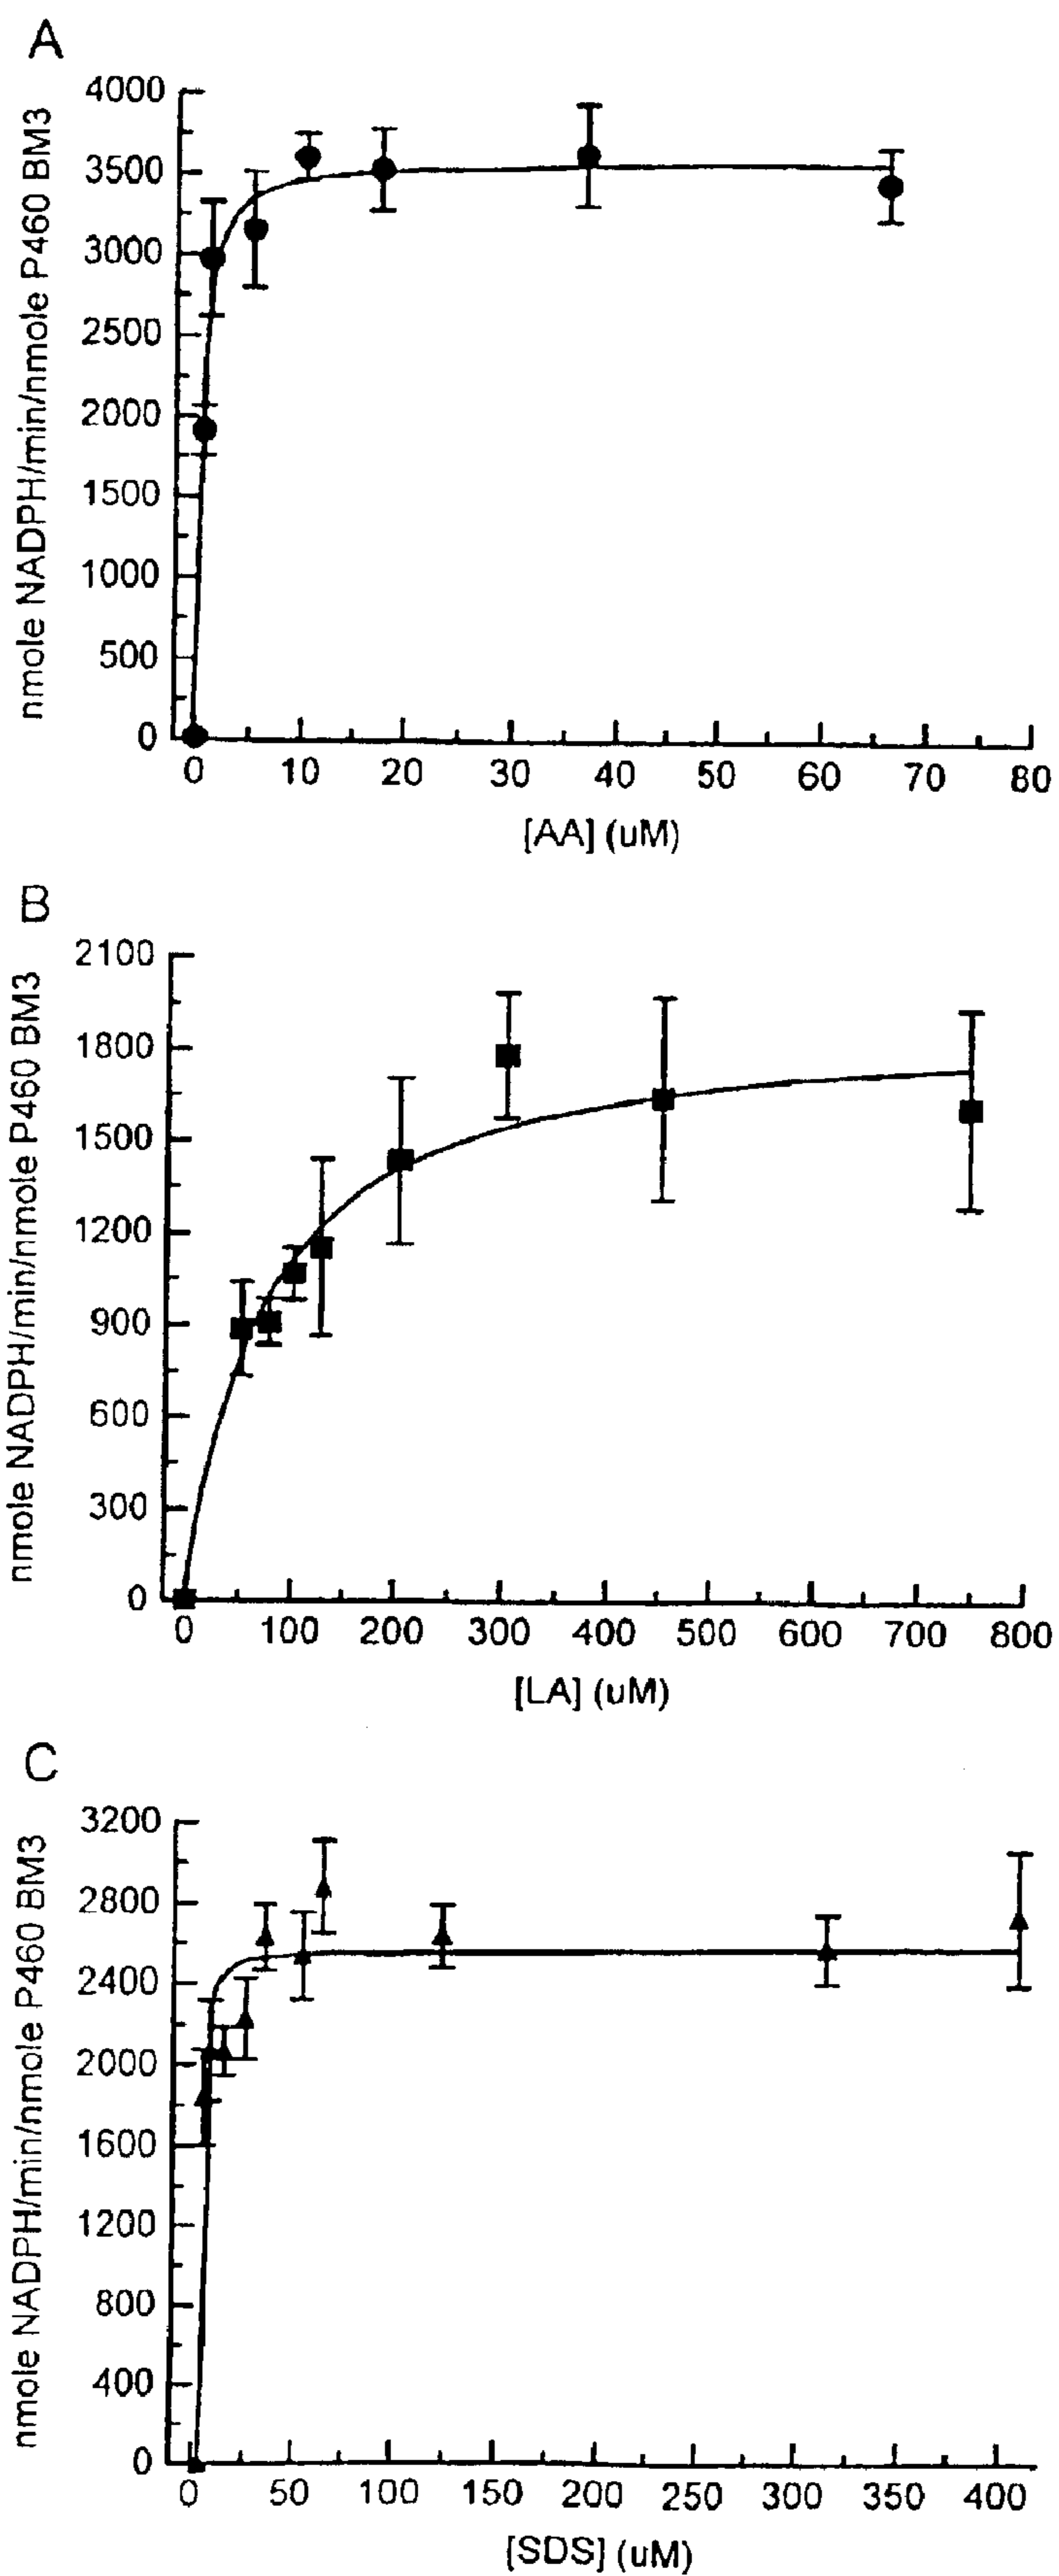 A
nmole NADPH/min/nmole P460 BM3
4000
3500
3000
2500
2000
1500
1000
500
0
0 10 20 30 40 50 60 70 80
[AA] (uM)
B
nmole NADPH/min/nmole P460 BM3
2100
1800
1500
1200
900
600
300
0
0 100 200 300 400 500 600 700 800
[LA] (uM)
C
nmole NADPH/min/nmole P460 BM3
3200
2800
2400
2000
1600
1200
800
400
0
0 50 100 150 200 250 300 350 400
[SDS] (uM)